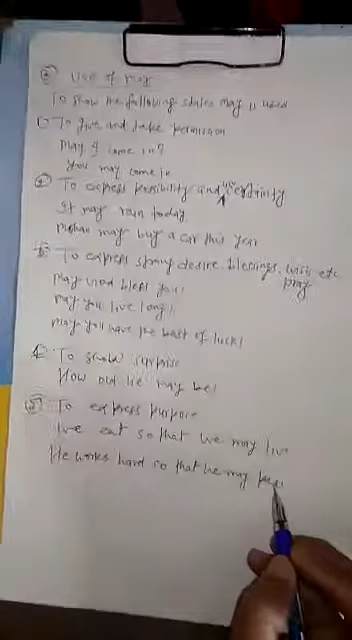 Use of may
To show the following states may is used
① To give and take permission
May I come in?
You may come in
② To express possibility and uncertainity
It may rain today
Mohan may buy a car this year
③ To express strong desire, blessings, wish etc
pray
May God bless you!
May you live long!
May you have the best of luck!
④ To show surprise
How old he may be!
⑤ To express purpose
We eat so that we may live
He works hard so that he may